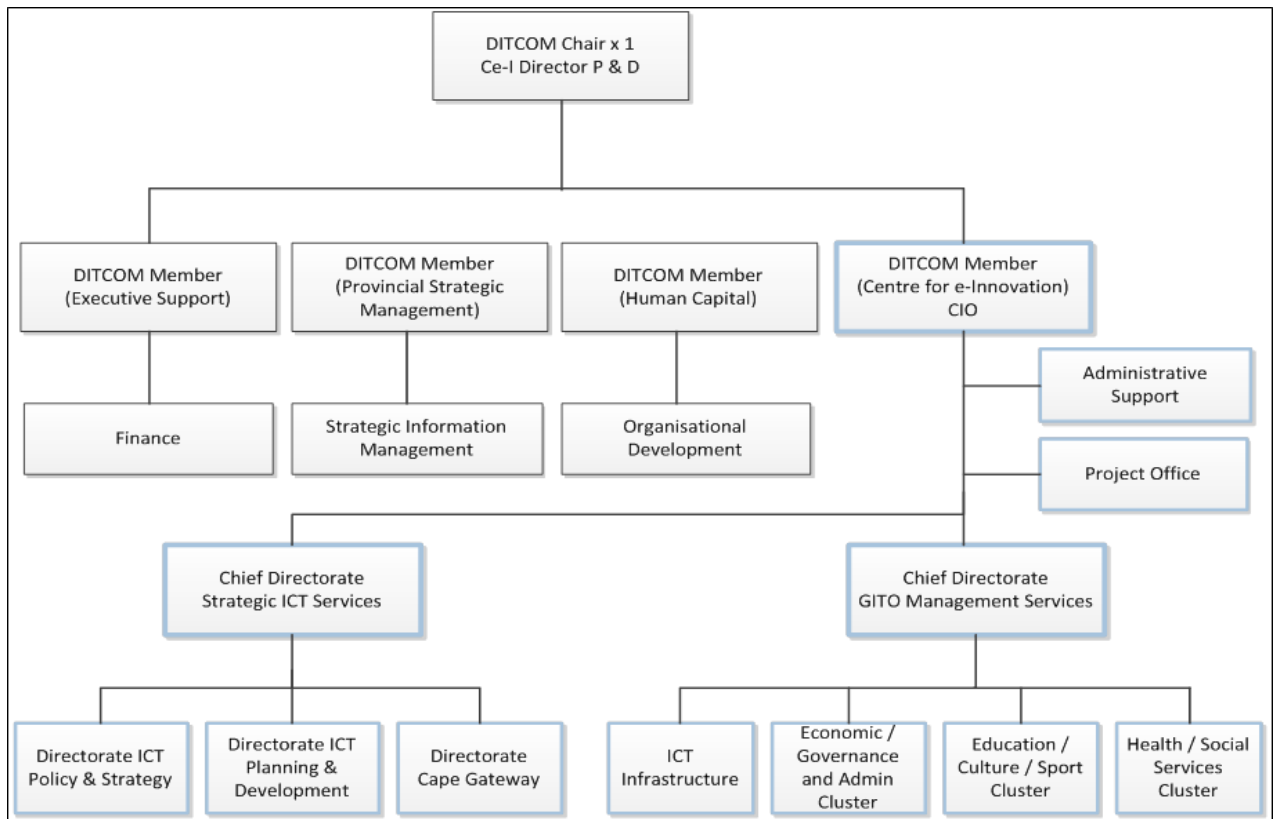 DITCOM Chair x 1
Ce-I Director P & D
DITCOM Member
(Executive Support)
DITCOM Member
(Provincial Strategic
Management)
DITCOM Member
(Human Capital)
DITCOM Member
(Centre for e-Innovation)
CIO
Administrative
Support
Finance
Strategic Information
Management
Organisational
Development
Project Office
Chief Directorate
Strategic ICT Services
Chief Directorate
GITO Management Services
Directorate ICT
Policy & Strategy
Directorate ICT
Planning &
Development
Directorate
Cape Gateway
ICT
Infrastructure
Economic /
Governance
and Admin
Cluster
Education /
Culture / Sport
Cluster
Health / Social
Services
Cluster